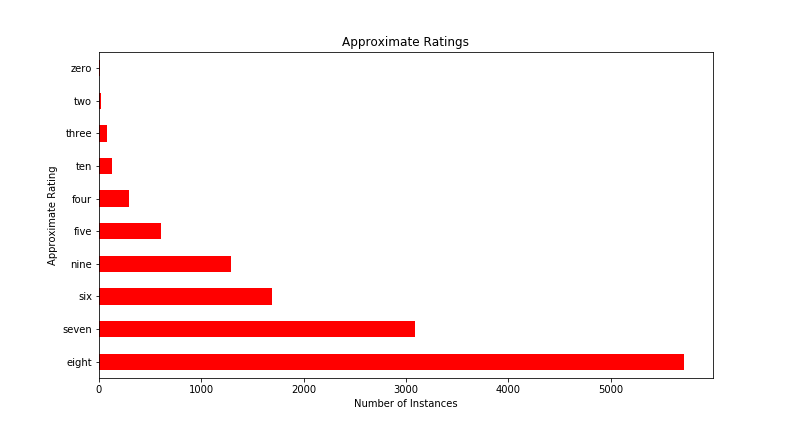 Approximate Ratings
zero
two
three
ten
four
five
nine
six
seven
eight
Approximate Rating
0 1000 2000 3000 4000 5000
Number of Instances